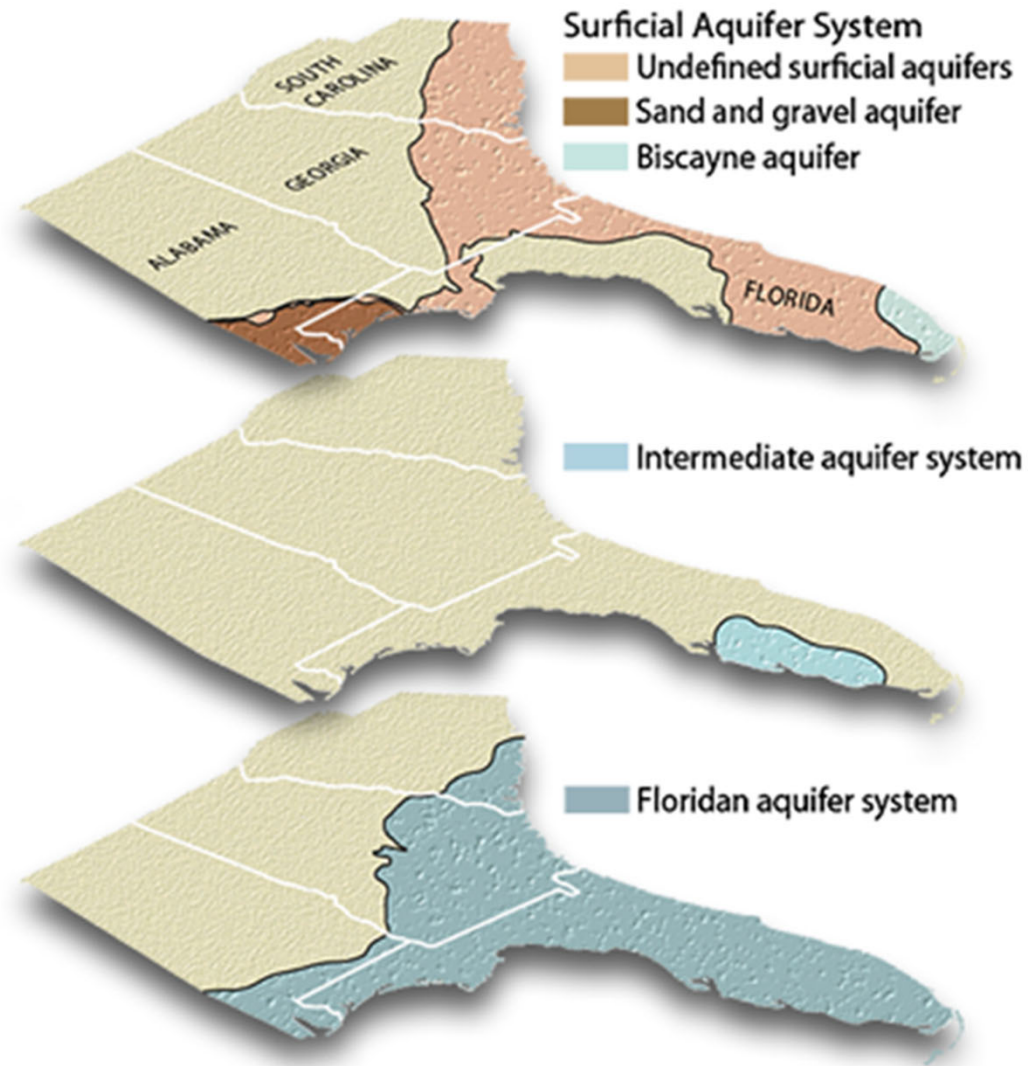 Surficial Aquifer System
Undefined surficial aquifers
Sand and gravel aquifer
Biscayne aquifer
SOUTH
CAROLINA
GEORGIA
ALABAMA
FLORIDA
Intermediate aquifer system
Floridan aquifer system